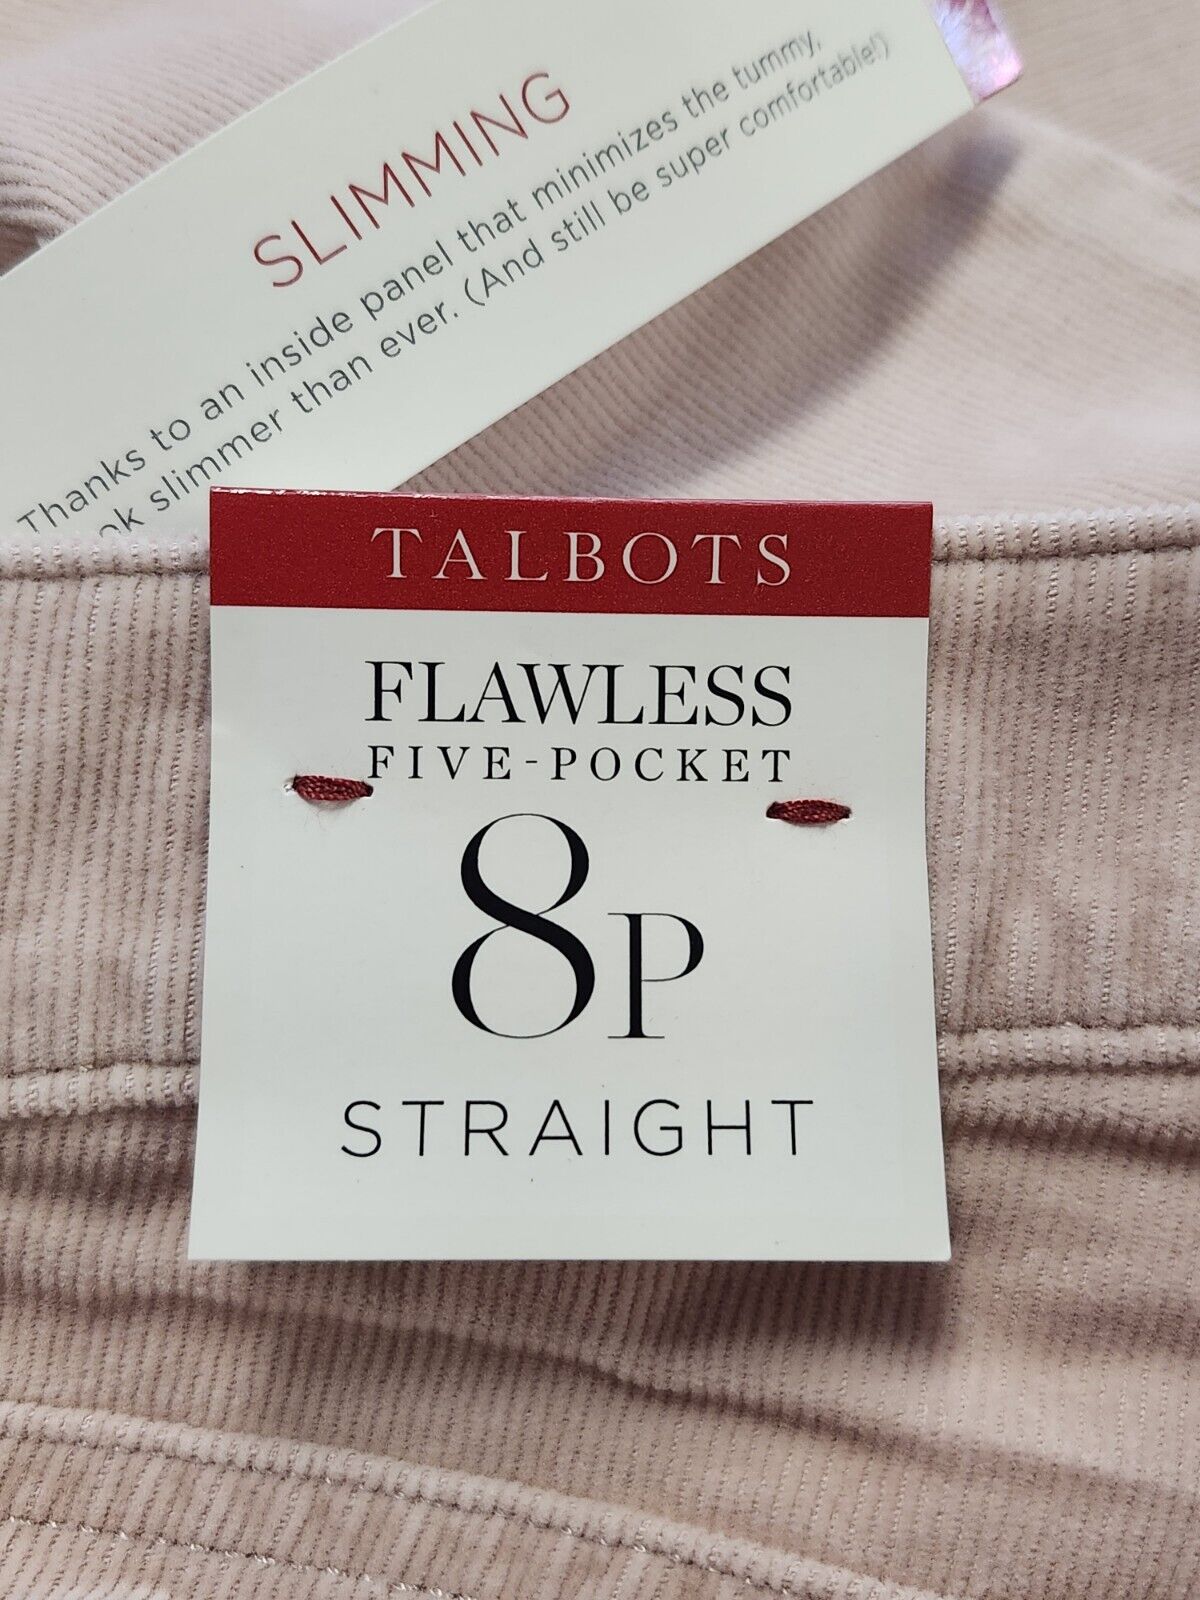 SLIMMING
Thanks to an inside panel that minimizes the tummy,
slimmer than ever. (And still be super comfortable!)
TALBOTS
FLAWLESS
FIVE-POCKET
8P
STRAIGHT